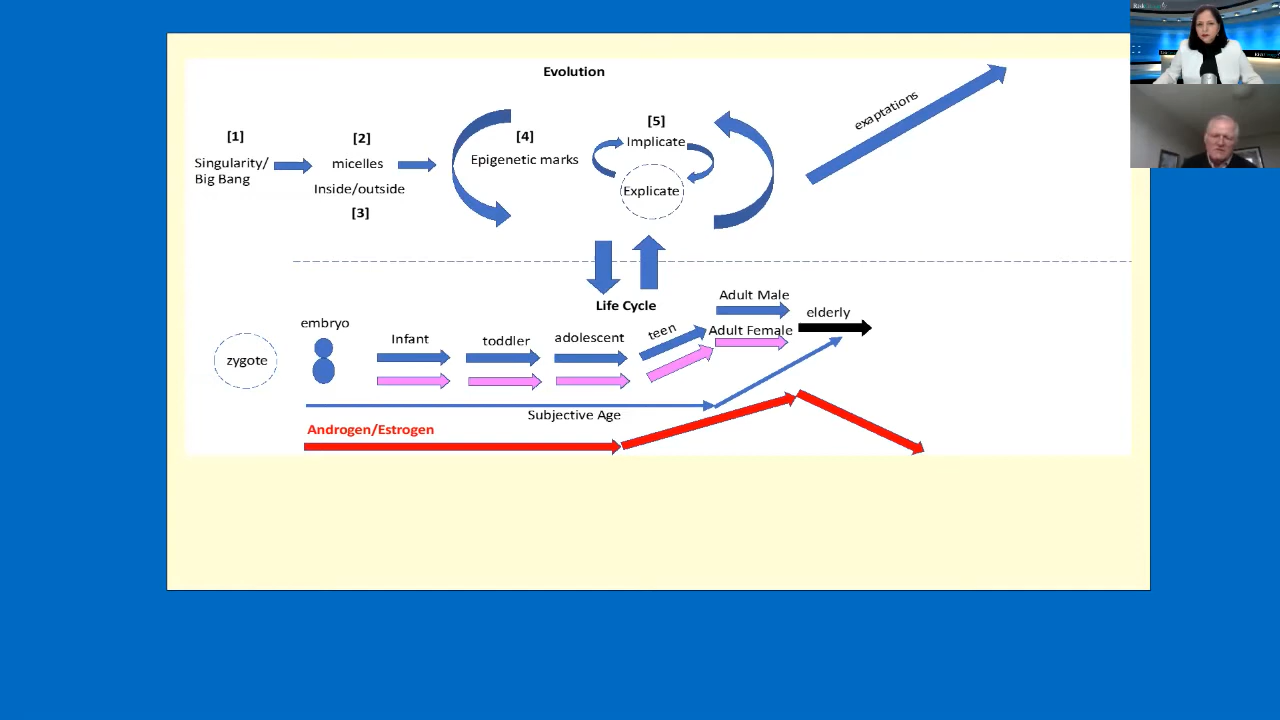 Evolution
[1]
Singularity/
Big Bang
[2]
micelles
Inside/outside
[3]
[4]
Epigenetic marks
[5]
Implicate
Explicate
exaptations
Life Cycle
zygote
embryo
Infant
toddler
adolescent
teen
Adult Male
Adult Female
elderly
Subjective Age
Androgen/Estrogen